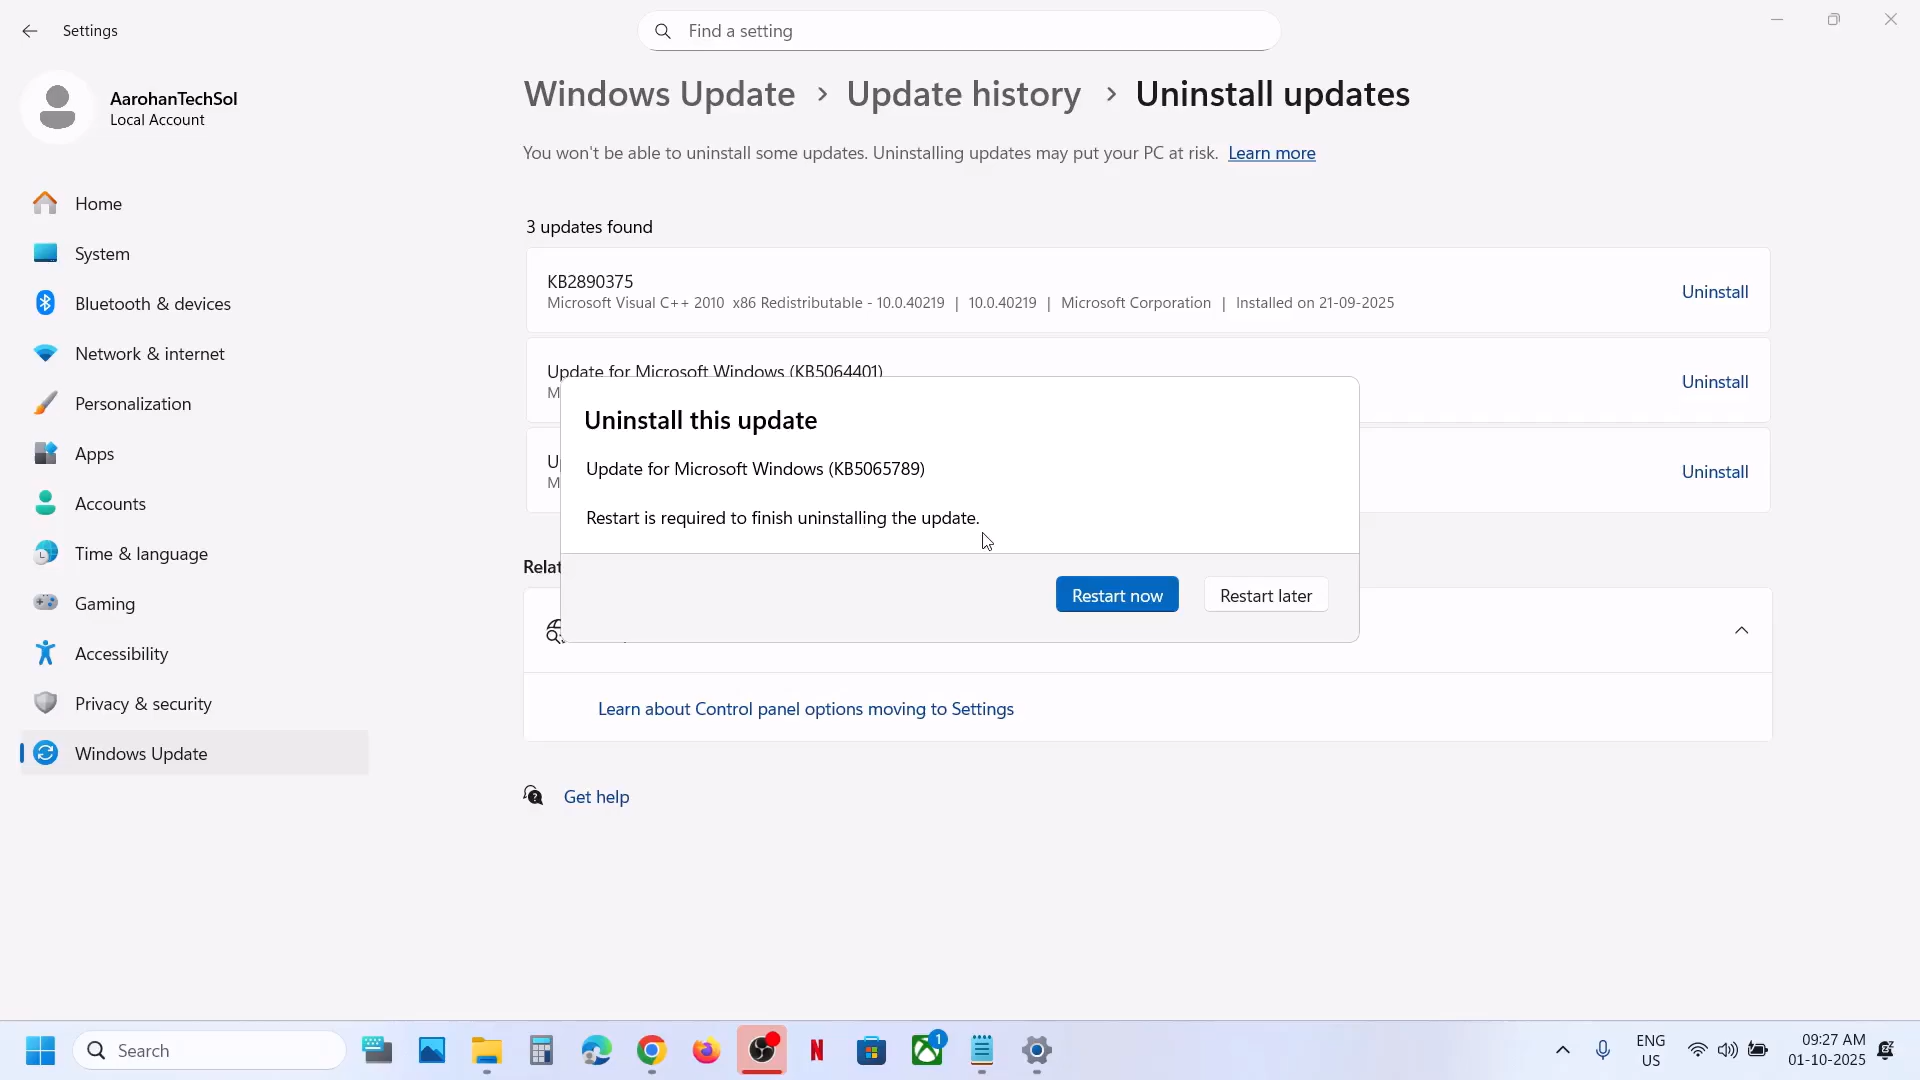 Settings
Find a setting
AarohanTechSol
Local Account
Home
System
Bluetooth & devices
Network & internet
Personalization
Apps
Accounts
Time & language
Gaming
Accessibility
Privacy & security
Windows Update
Windows Update > Update history > Uninstall updates
You won't be able to uninstall some updates. Uninstalling updates may put your PC at risk. Learn more
3 updates found
KB2890375
Microsoft Visual C++ 2010 x86 Redistributable - 10.0.40219 | 10.0.40219 | Microsoft Corporation | Installed on 21-09-2025
Uninstall
Update for Microsoft Windows (KB5064401)
Uninstall
Uninstall
Uninstall this update
Update for Microsoft Windows (KB5065789)
Restart is required to finish uninstalling the update.
Restart now
Restart later
Learn about Control panel options moving to Settings
Get help
Search
1
ENG
US
09:27 AM
01-10-2025